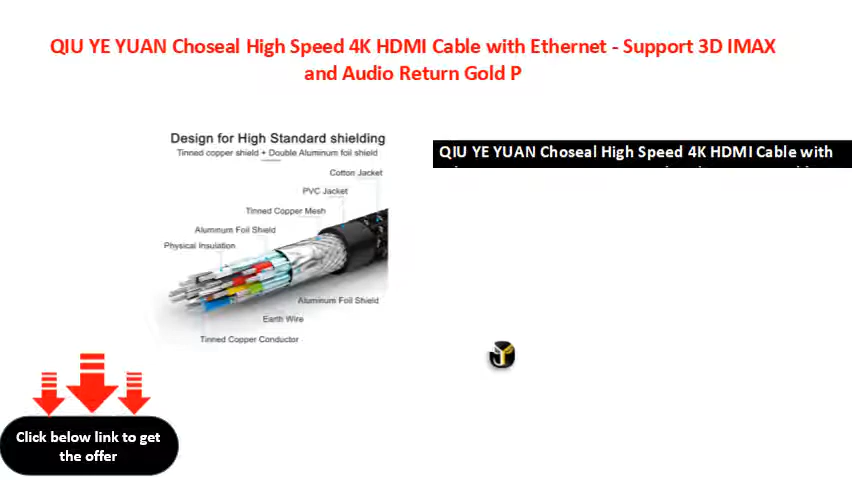 QIU YE YUAN Choseal High Speed 4K HDMI Cable with Ethernet - Support 3D IMAX
and Audio Return Gold P
Design for High Standard shielding
Tinned copper shield + Double Aluminum foil shield
Cotton Jacket
PVC Jacket
Tinned Copper Mesh
Aluminum Foil Shield
Physical Insulation
Aluminum Foil Shield
Earth Wire
Tinned Copper Conductor
QIU YE YUAN Choseal High Speed 4K HDMI Cable with
Click below link to get
the offer